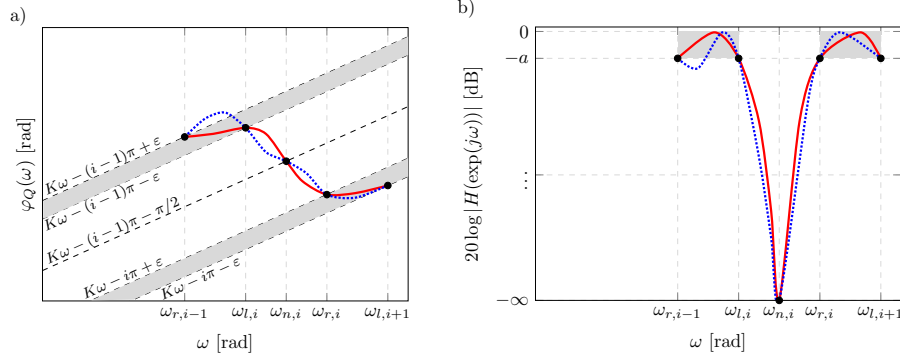 a)
φ_Q(ω) [rad]
Kω−(i−1)π+ε
Kω−(i−1)π−ε
Kω−(i−1)π−π/2
Kω−iπ+ε
Kω−iπ−ε
ω_{r,i−1} ω_{l,i} ω_{n,i} ω_{r,i} ω_{l,i+1}
ω [rad]
b)
20 log|H(exp(jω))| [dB]
0
−a
:
−∞
ω_{r,i−1} ω_{l,i} ω_{n,i} ω_{r,i} ω_{l,i+1}
ω [rad]